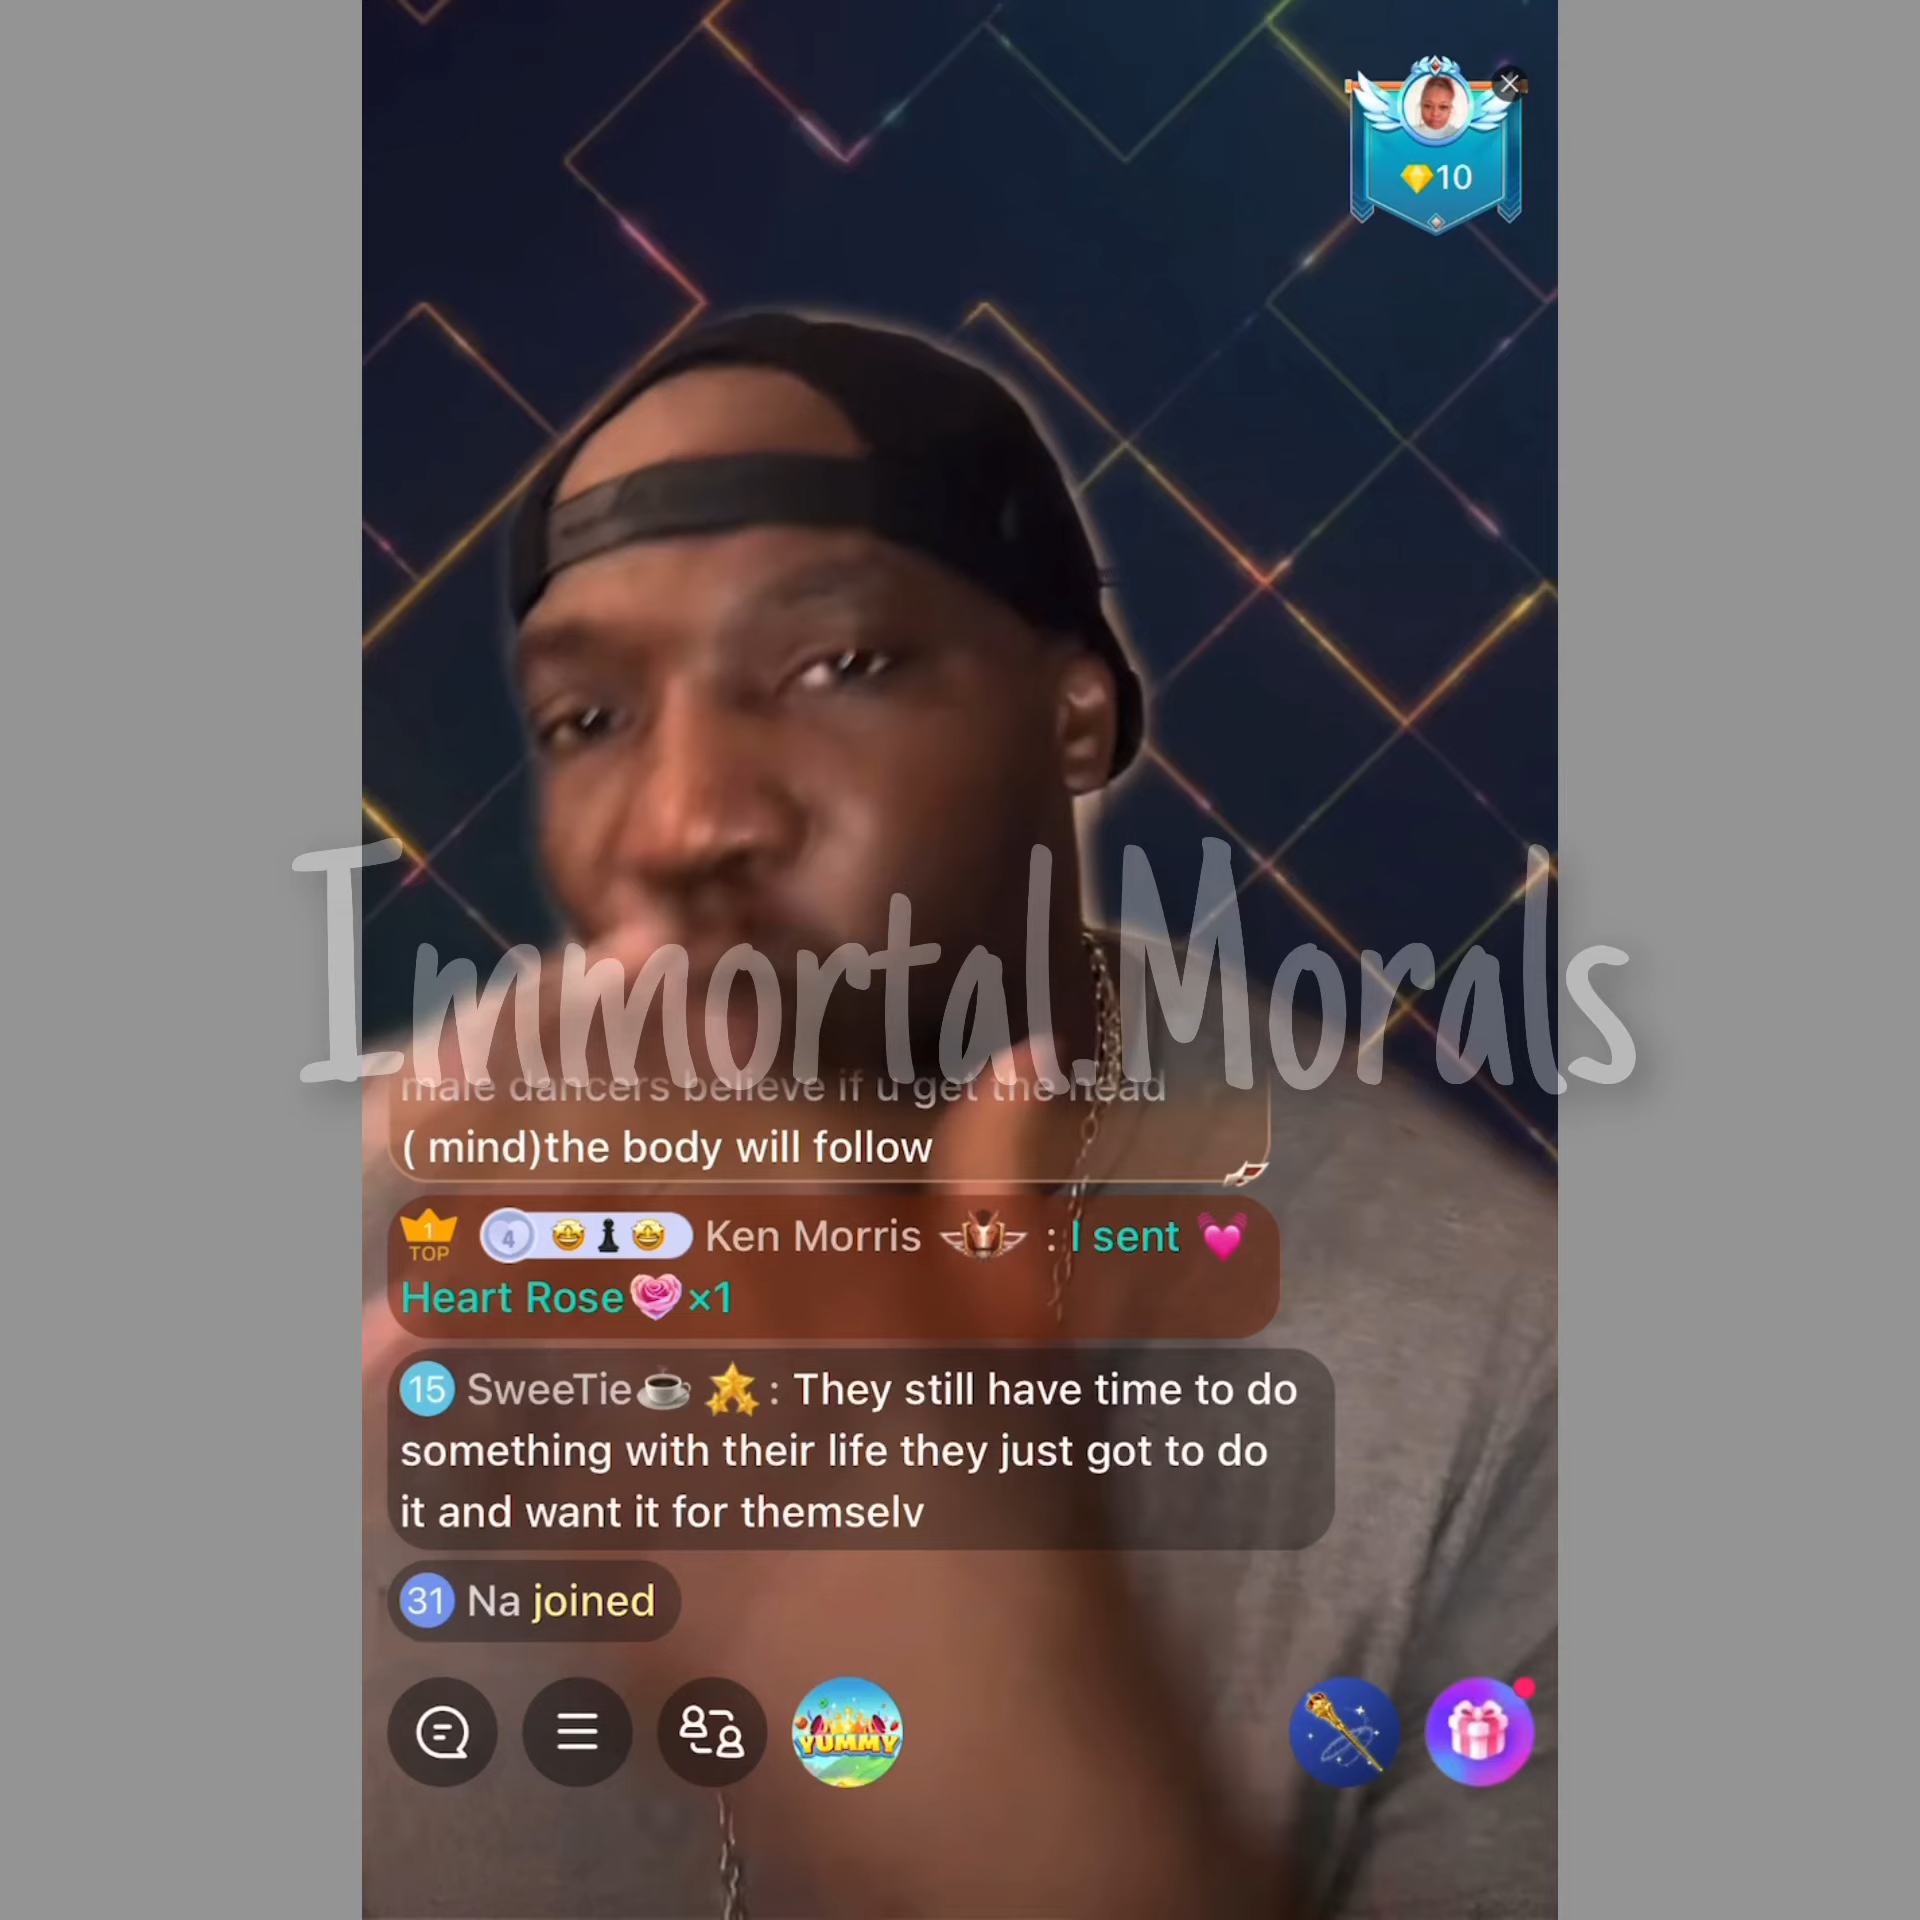 10
Immortal.Morals
male dancers believe if u get the head
( mind)the body will follow
1 TOP 4 Ken Morris : I sent
Heart Rose ×1
15 SweeTie : They still have time to do
something with their life they just got to do
it and want it for themselv
31 Na joined
YUMMY